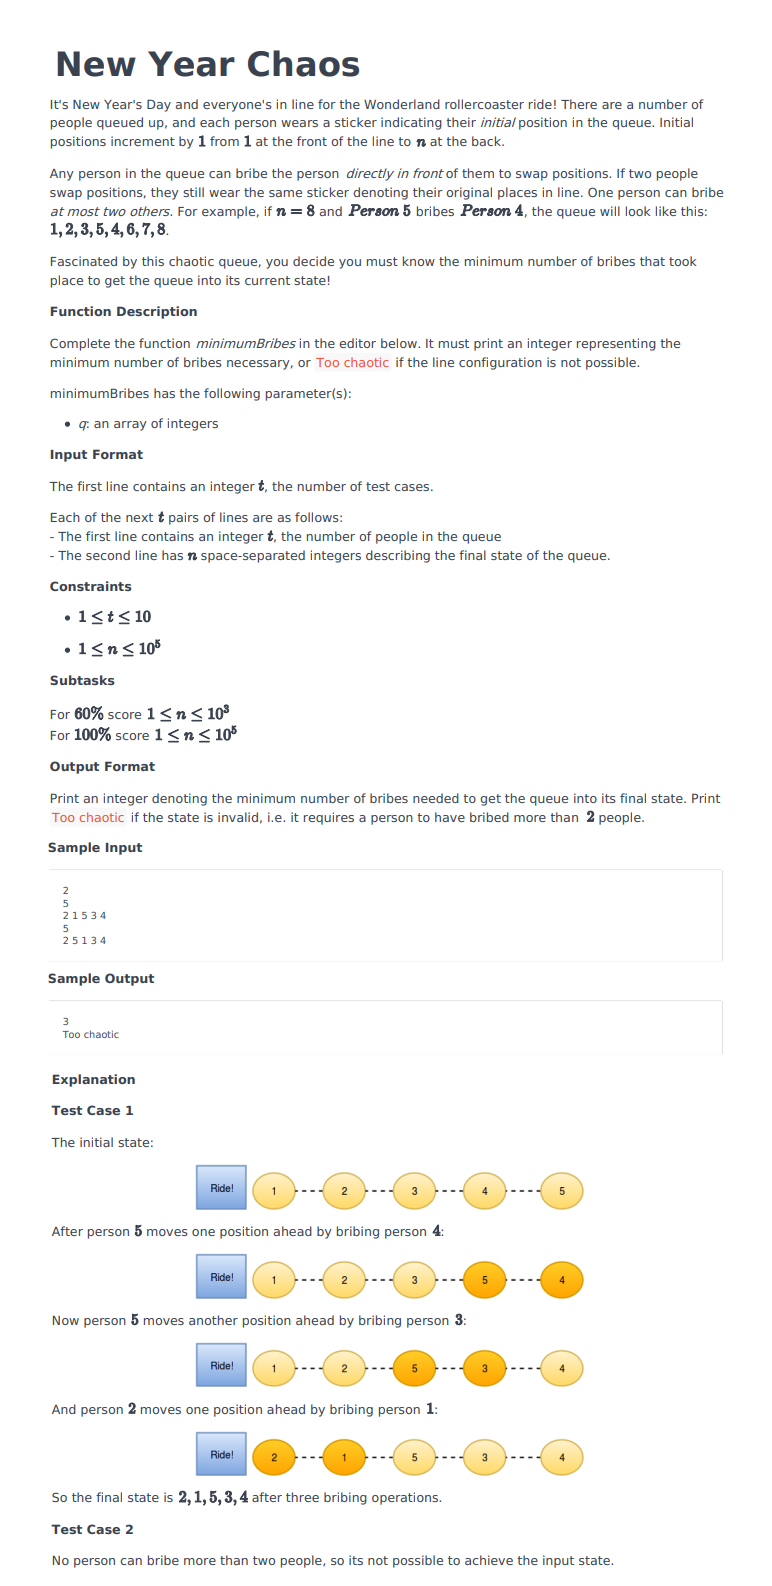 New Year Chaos
It's New Year's Day and everyone's in line for the Wonderland rollercoaster ride! There are a number of
people queued up, and each person wears a sticker indicating their initial position in the queue. Initial
positions increment by 1 from 1 at the front of the line to n at the back.
Any person in the queue can bribe the person directly in front of them to swap positions. If two people
swap positions, they still wear the same sticker denoting their original places in line. One person can bribe
at most two others. For example, if n = 8 and Person 5 bribes Person 4, the queue will look like this:
1, 2, 3, 5, 4, 6, 7, 8.
Fascinated by this chaotic queue, you decide you must know the minimum number of bribes that took
place to get the queue into its current state!
Function Description
Complete the function minimumBribes in the editor below. It must print an integer representing the
minimum number of bribes necessary, or Too chaotic if the line configuration is not possible.
minimumBribes has the following parameter(s):
• q: an array of integers
Input Format
The first line contains an integer t, the number of test cases.
Each of the next t pairs of lines are as follows:
- The first line contains an integer t, the number of people in the queue
- The second line has n space-separated integers describing the final state of the queue.
Constraints
• 1 ≤ t ≤ 10
• 1 ≤ n ≤ 10⁵
Subtasks
For 60% score 1 ≤ n ≤ 10³
For 100% score 1 ≤ n ≤ 10⁵
Output Format
Print an integer denoting the minimum number of bribes needed to get the queue into its final state. Print
Too chaotic if the state is invalid, i.e. it requires a person to have bribed more than 2 people.
Sample Input
2
5
2 1 5 3 4
5
2 5 1 3 4
Sample Output
3
Too chaotic
Explanation
Test Case 1
The initial state:
Ride! 1 2 3 4 5
After person 5 moves one position ahead by bribing person 4:
Ride! 1 2 3 5 4
Now person 5 moves another position ahead by bribing person 3:
Ride! 1 2 5 3 4
And person 2 moves one position ahead by bribing person 1:
Ride! 2 1 5 3 4
So the final state is 2, 1, 5, 3, 4 after three bribing operations.
Test Case 2
No person can bribe more than two people, so its not possible to achieve the input state.